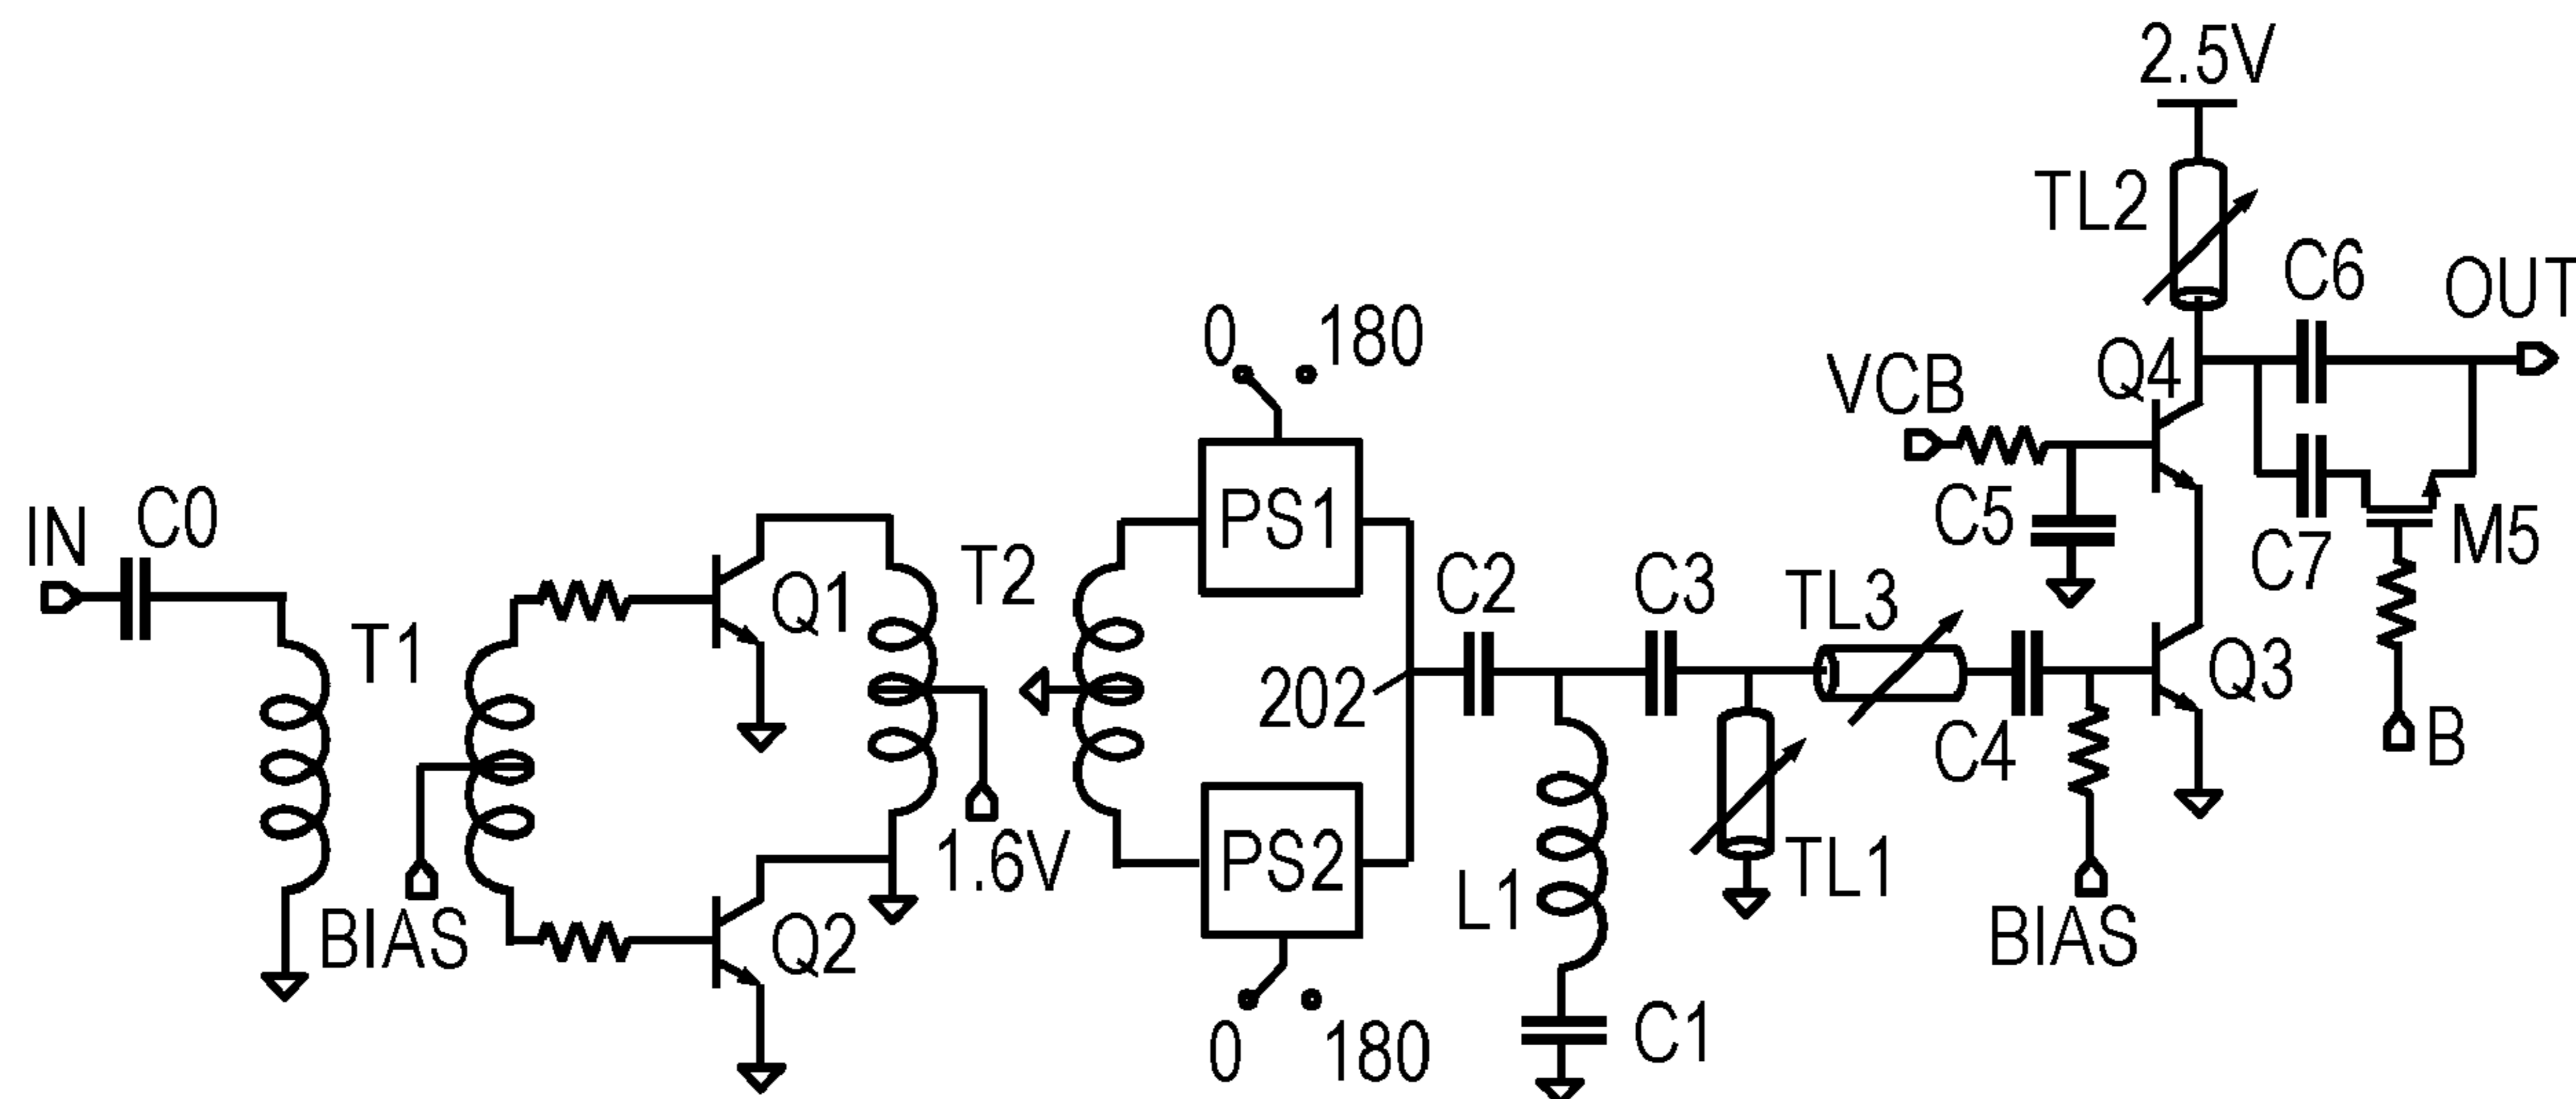 2.5V
TL2
C6
OUT
0
180
Q4
VCB
IN
C0
PS1
C5
C7
M5
T2
Q1
T1
C2
C3
TL3
Q3
202
C4
B
1.6V
PS2
TL1
L1
BIAS
Q2
BIAS
0
180
C1